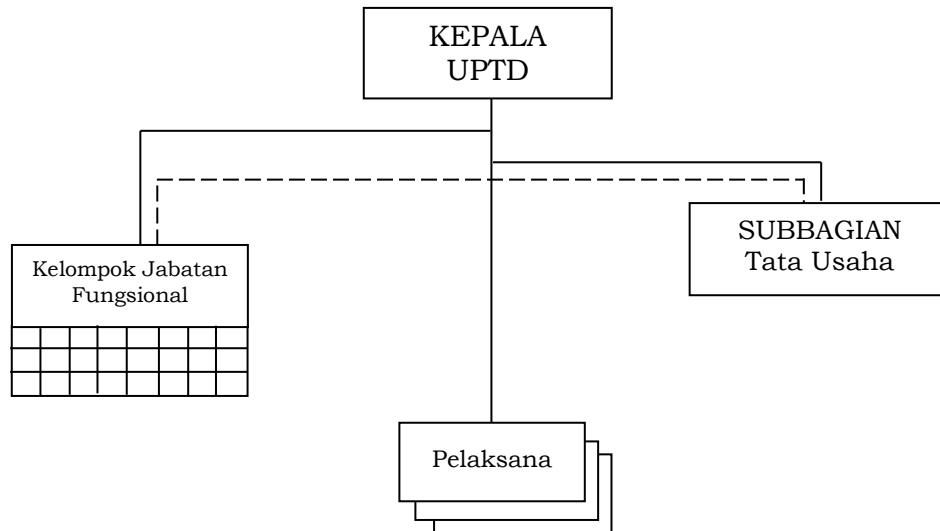 KEPALA
UPTD
SUBBAGIAN
Tata Usaha
Kelompok Jabatan
Fungsional
Pelaksana